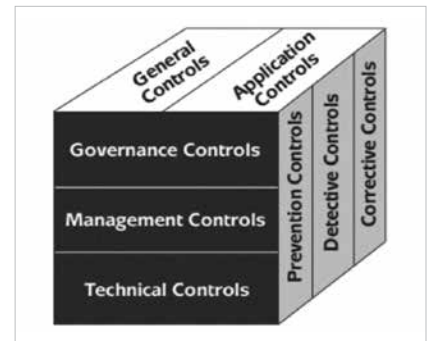 General
Controls
Application
Controls
Governance Controls
Management Controls
Technical Controls
Prevention Controls
Detective Controls
Corrective Controls